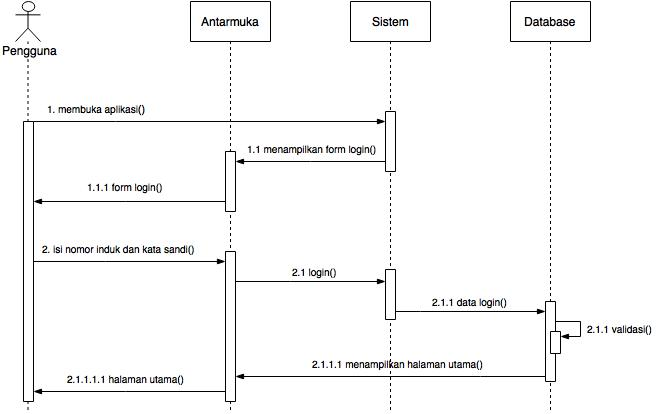 Pengguna
Antarmuka
Sistem
Database
1. membuka aplikasi()
1.1 menampilkan form login()
1.1.1 form login()
2. isi nomor induk dan kata sandi()
2.1 login()
2.1.1 data login()
2.1.1 validasi()
2.1.1.1 menampilkan halaman utama()
2.1.1.1.1 halaman utama()